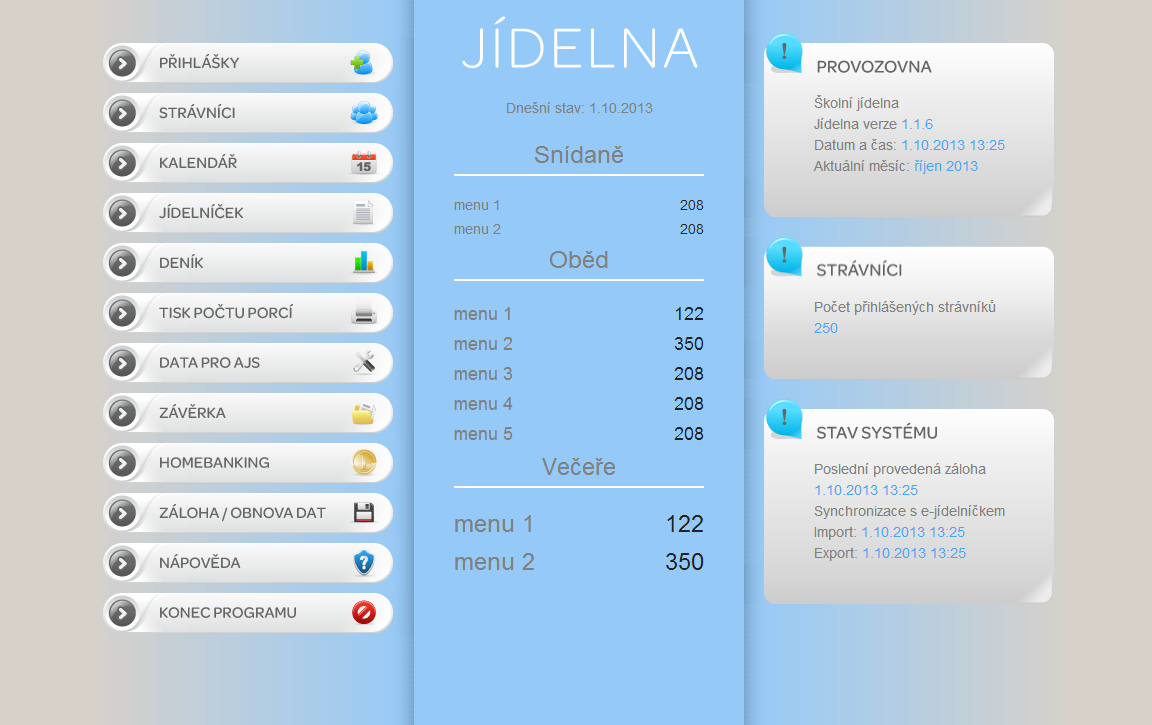 PŘIHLÁŠKY
STRÁVNÍCI
KALENDÁŘ
15
JÍDELNÍČEK
DENÍK
TISK POČTU PORCÍ
DATA PRO AJS
ZÁVĚRKA
HOMEBANKING
ZÁLOHA / OBNOVA DAT
NÁPOVĚDA
?
KONEC PROGRAMU
JÍDELNA
Dnešní stav: 1.10.2013
Snídaně
menu 1 208
menu 2 208
Oběd
menu 1 122
menu 2 350
menu 3 208
menu 4 208
menu 5 208
Večeře
menu 1 122
menu 2 350
!
PROVOZOVNA
Školní jídelna
Jídelna verze 1.1.6
Datum a čas: 1.10.2013 13:25
Aktuální měsíc: říjen 2013
!
STRÁVNÍCI
Počet přihlášených strávníků
250
!
STAV SYSTÉMU
Poslední provedená záloha
1.10.2013 13:25
Synchronizace s e-jídelníčkem
Import: 1.10.2013 13:25
Export: 1.10.2013 13:25